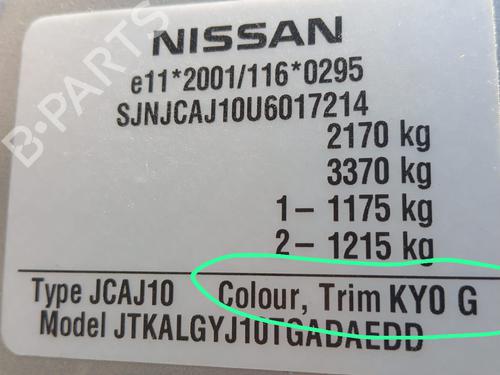 NISSAN
e11*2001/116*0295
SJNJCAJ10U6017214
2170 kg
3370 kg
1– 1175 kg
2– 1215 kg
Type JCAJ10 Colour, Trim KY0 G
Model JTKALGYJ10TGADAEDD